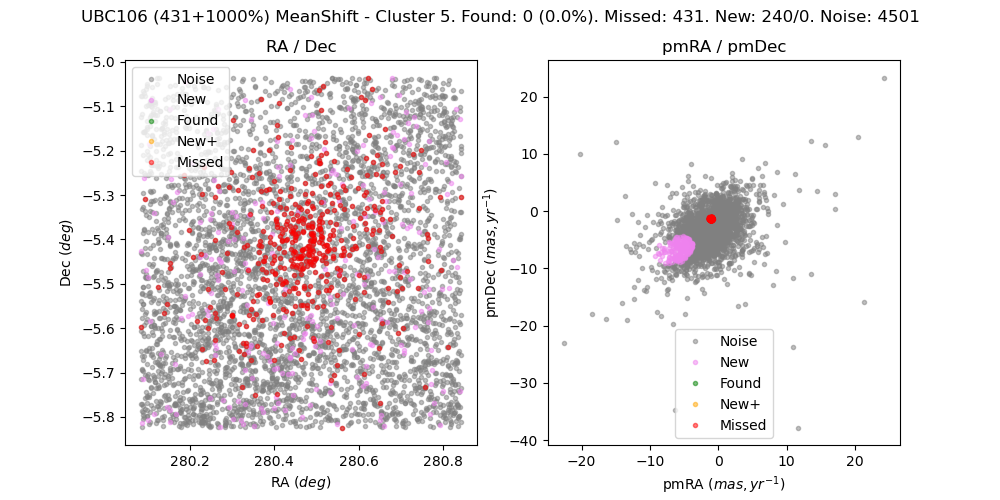 UBC106 (431+1000%) MeanShift - Cluster 5. Found: 0 (0.0%). Missed: 431. New: 240/0. Noise: 4501
RA / Dec
−5.0
−5.1
−5.2
−5.3
−5.4
−5.5
−5.6
−5.7
−5.8
Dec (deg)
Noise
New
Found
New+
Missed
280.2 280.4 280.6 280.8
RA (deg)
pmRA / pmDec
20
10
0
−10
−20
−30
−40
pmDec (mas, yr⁻¹)
Noise
New
Found
New+
Missed
−20 −10 0 10 20
pmRA (mas, yr⁻¹)